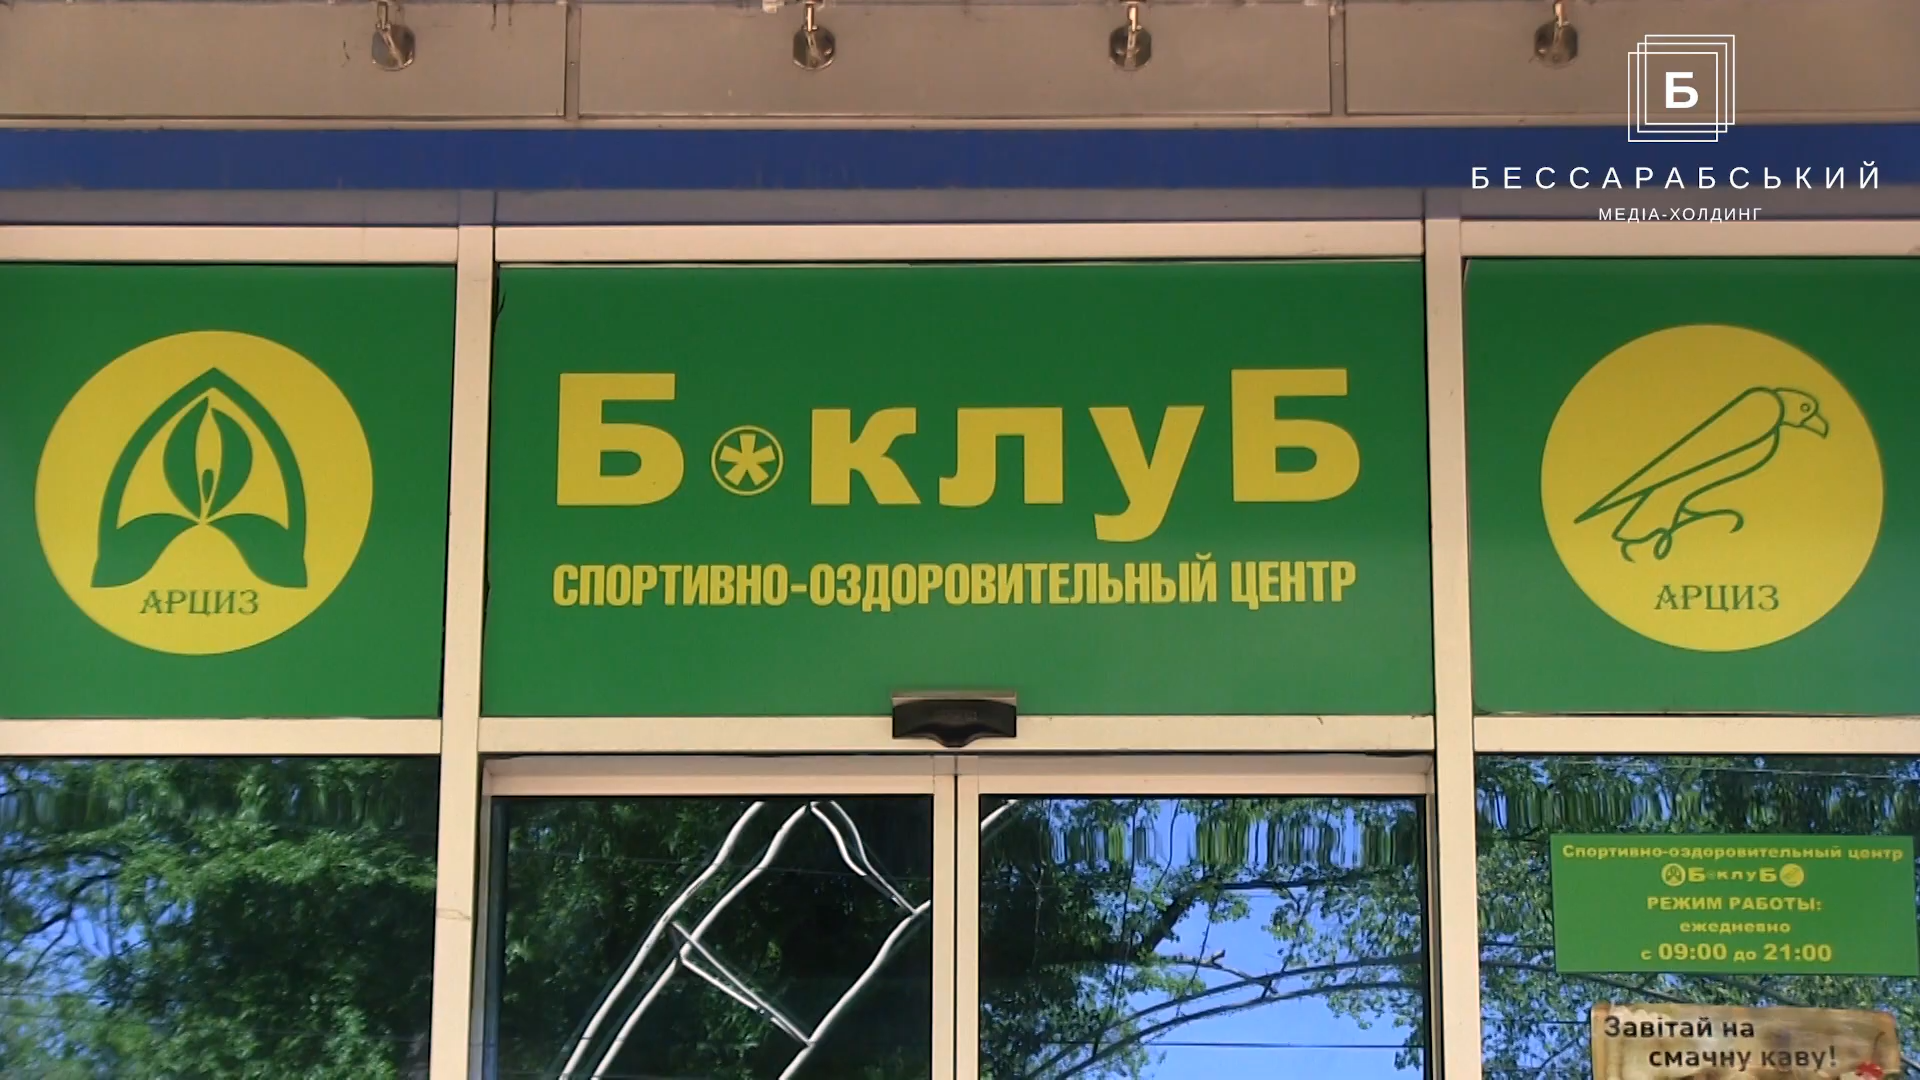 Б
БЕССАРАБСЬКИЙ
МЕДІА-ХОЛДИНГ
АРЦИЗ
Б*клуБ
СПОРТИВНО-ОЗДОРОВИТЕЛЬНЫЙ ЦЕНТР
АРЦИЗ
Спортивно-оздоровительный центр
Б*клуБ
РЕЖИМ РАБОТЫ:
ежедневно
с 09:00 до 21:00
Завітай на
смачну каву!